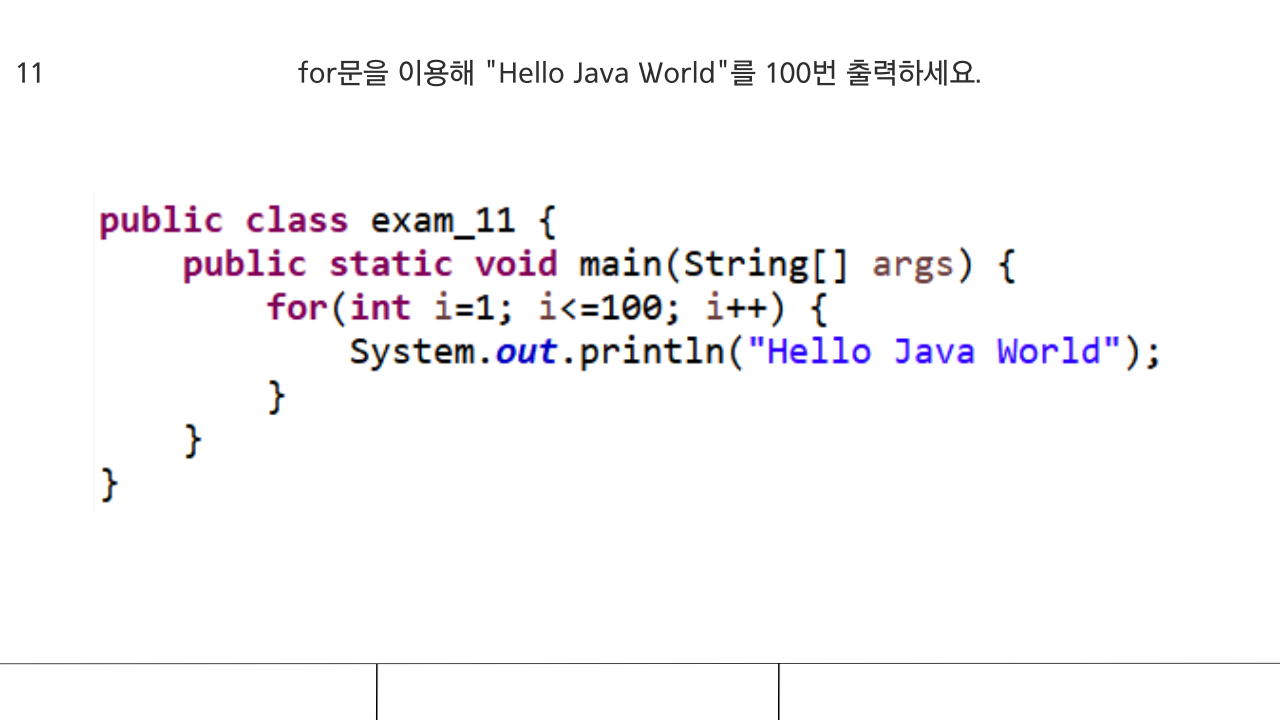 11
for문을 이용해 "Hello Java World"를 100번 출력하세요.
public class exam_11 {
    public static void main(String[] args) {
        for(int i=1; i<=100; i++) {
            System.out.println("Hello Java World");
        }
    }
}